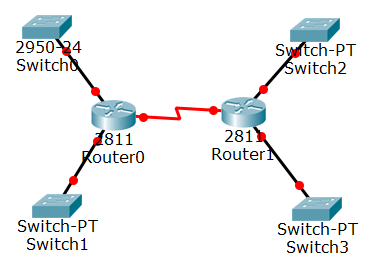 2950-24
Switch0
Switch-PT
Switch2
2811
Router0
2811
Router1
Switch-PT
Switch1
Switch-PT
Switch3